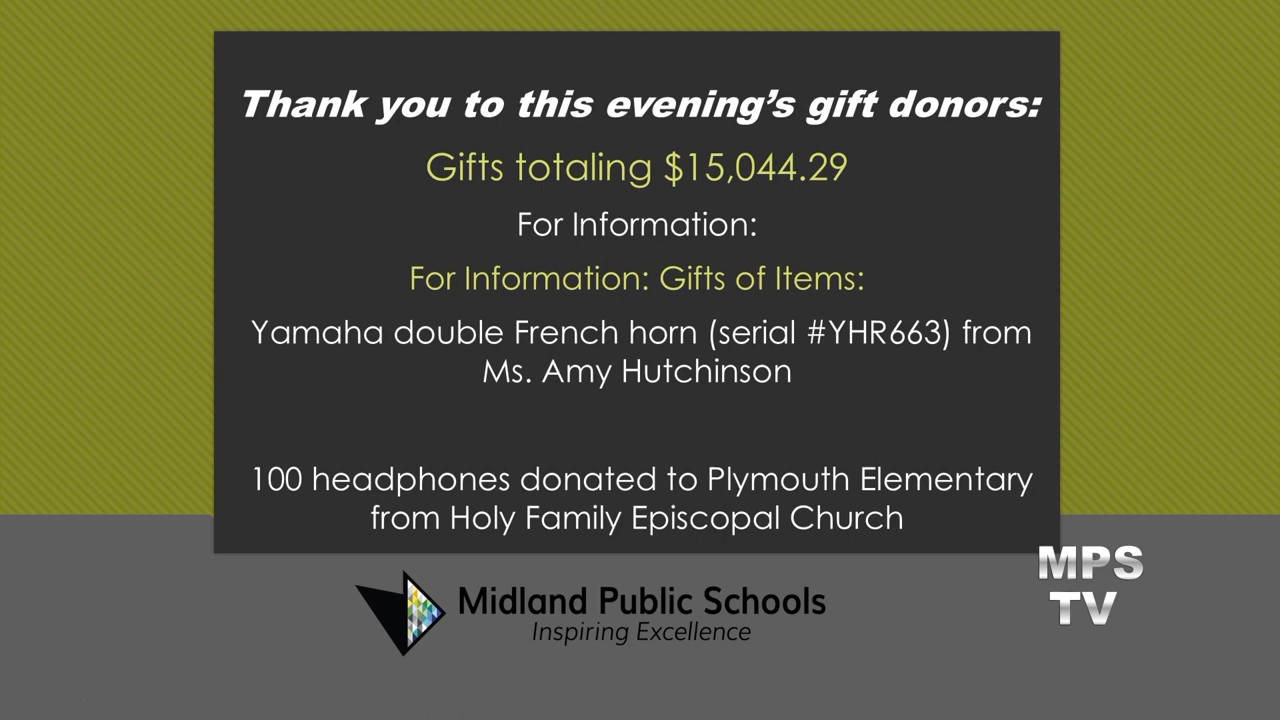 Thank you to this evening’s gift donors:
Gifts totaling $15,044.29
For Information:
For Information: Gifts of Items:
Yamaha double French horn (serial #YHR663) from
Ms. Amy Hutchinson
100 headphones donated to Plymouth Elementary
from Holy Family Episcopal Church
MPS
TV
Midland Public Schools
Inspiring Excellence